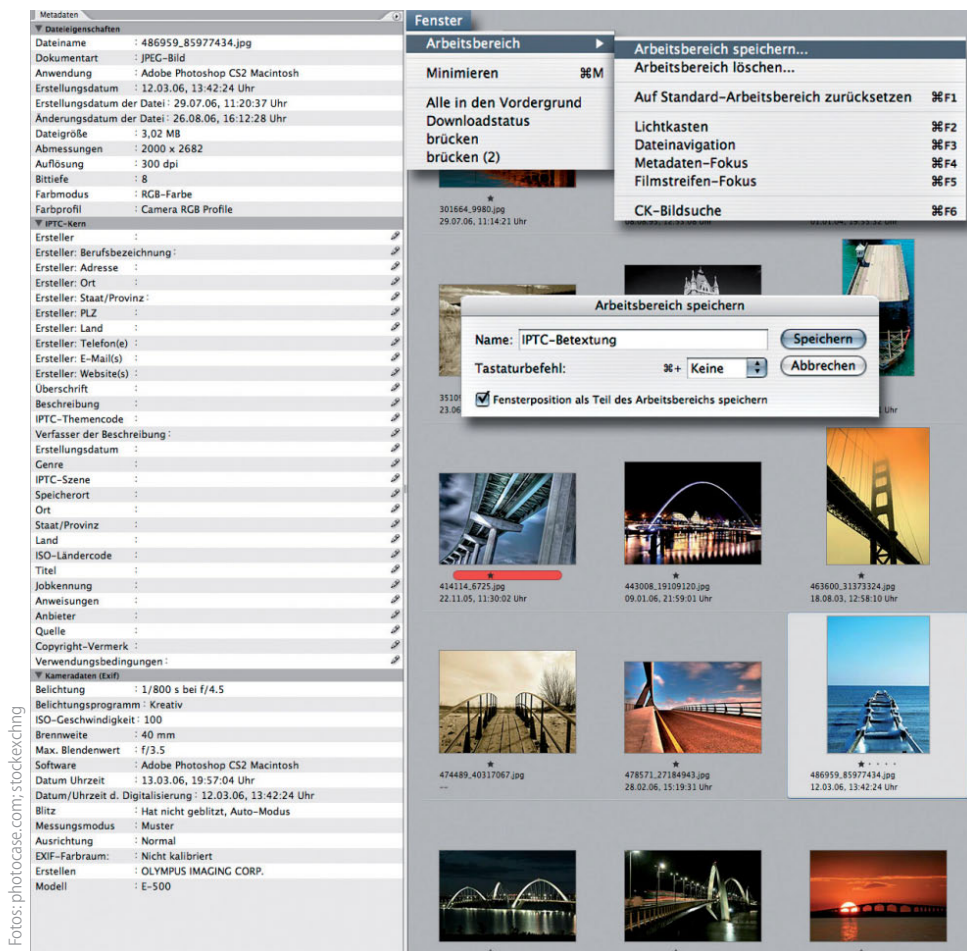 Metadaten
Dateieigenschaften
Dateiname : 486959_85977434.jpg
Dokumentart : JPEG-Bild
Anwendung : Adobe Photoshop CS2 Macintosh
Erstellungsdatum : 12.03.06, 13:42:24 Uhr
Erstellungsdatum der Datei : 29.07.06, 11:20:37 Uhr
Änderungsdatum der Datei : 26.08.06, 16:12:28 Uhr
Dateigröße : 3,02 MB
Abmessungen : 2000 x 2682
Auflösung : 300 dpi
Bittiefe : 8
Farbmodus : RGB-Farbe
Farbprofil : Camera RGB Profile
IPTC-Kern
Ersteller :
Ersteller: Berufsbezeichnung :
Ersteller: Adresse :
Ersteller: Ort :
Ersteller: Staat/Provinz :
Ersteller: PLZ :
Ersteller: Land :
Ersteller: Telefon(e) :
Ersteller: E-Mail(s) :
Ersteller: Website(s) :
Überschrift :
Beschreibung :
IPTC-Themencode :
Verfasser der Beschreibung :
Erstellungsdatum :
Genre :
IPTC-Szene :
Speicherort :
Ort :
Staat/Provinz :
Land :
ISO-Ländercode :
Titel :
Jobkennung :
Anweisungen :
Anbieter :
Quelle :
Copyright-Vermerk :
Verwendungsbedingungen :
Kameradaten (Exif)
Belichtung : 1/800 s bei f/4.5
Belichtungsprogramm : Kreativ
ISO-Geschwindigkeit : 100
Brennweite : 40 mm
Max. Blendenwert : f/3.5
Software : Adobe Photoshop CS2 Macintosh
Datum Uhrzeit : 13.03.06, 19:57:04 Uhr
Datum/Uhrzeit d. Digitalisierung : 12.03.06, 13:42:24 Uhr
Blitz : Hat nicht geblitzt, Auto-Modus
Messungsmodus : Muster
Ausrichtung : Normal
EXIF-Farbraum: : Nicht kalibriert
Erstellen : OLYMPUS IMAGING CORP.
Modell : E-500
Fenster
Arbeitsbereich ▶
Minimieren ⌘M
Alle in den Vordergrund
Downloadstatus
brücken
brücken (2)
Arbeitsbereich speichern...
Arbeitsbereich löschen...
Auf Standard-Arbeitsbereich zurücksetzen ⌘F1
Lichtkasten ⌘F2
Dateinavigation ⌘F3
Metadaten-Fokus ⌘F4
Filmstreifen-Fokus ⌘F5
CK-Bildsuche ⌘F6
301664_9980.jpg
29.07.06, 11:14:21 Uhr
Arbeitsbereich speichern
Name: IPTC-Betextung
Speichern
Tastaturbefehl: ⌘+ Keine
Abbrechen
Fensterposition als Teil des Arbeitsbereichs speichern
3510
23.06
Uhr
414114_6725.jpg
22.11.05, 11:30:02 Uhr
443008_19109120.jpg
09.01.06, 21:59:01 Uhr
463600_31373324.jpg
18.08.03, 12:58:10 Uhr
474489_40317067.jpg
--
478571_27184943.jpg
28.02.06, 15:19:31 Uhr
486959_85977434.jpg
12.03.06, 13:42:24 Uhr
Fotos: photocase.com; stockexchng